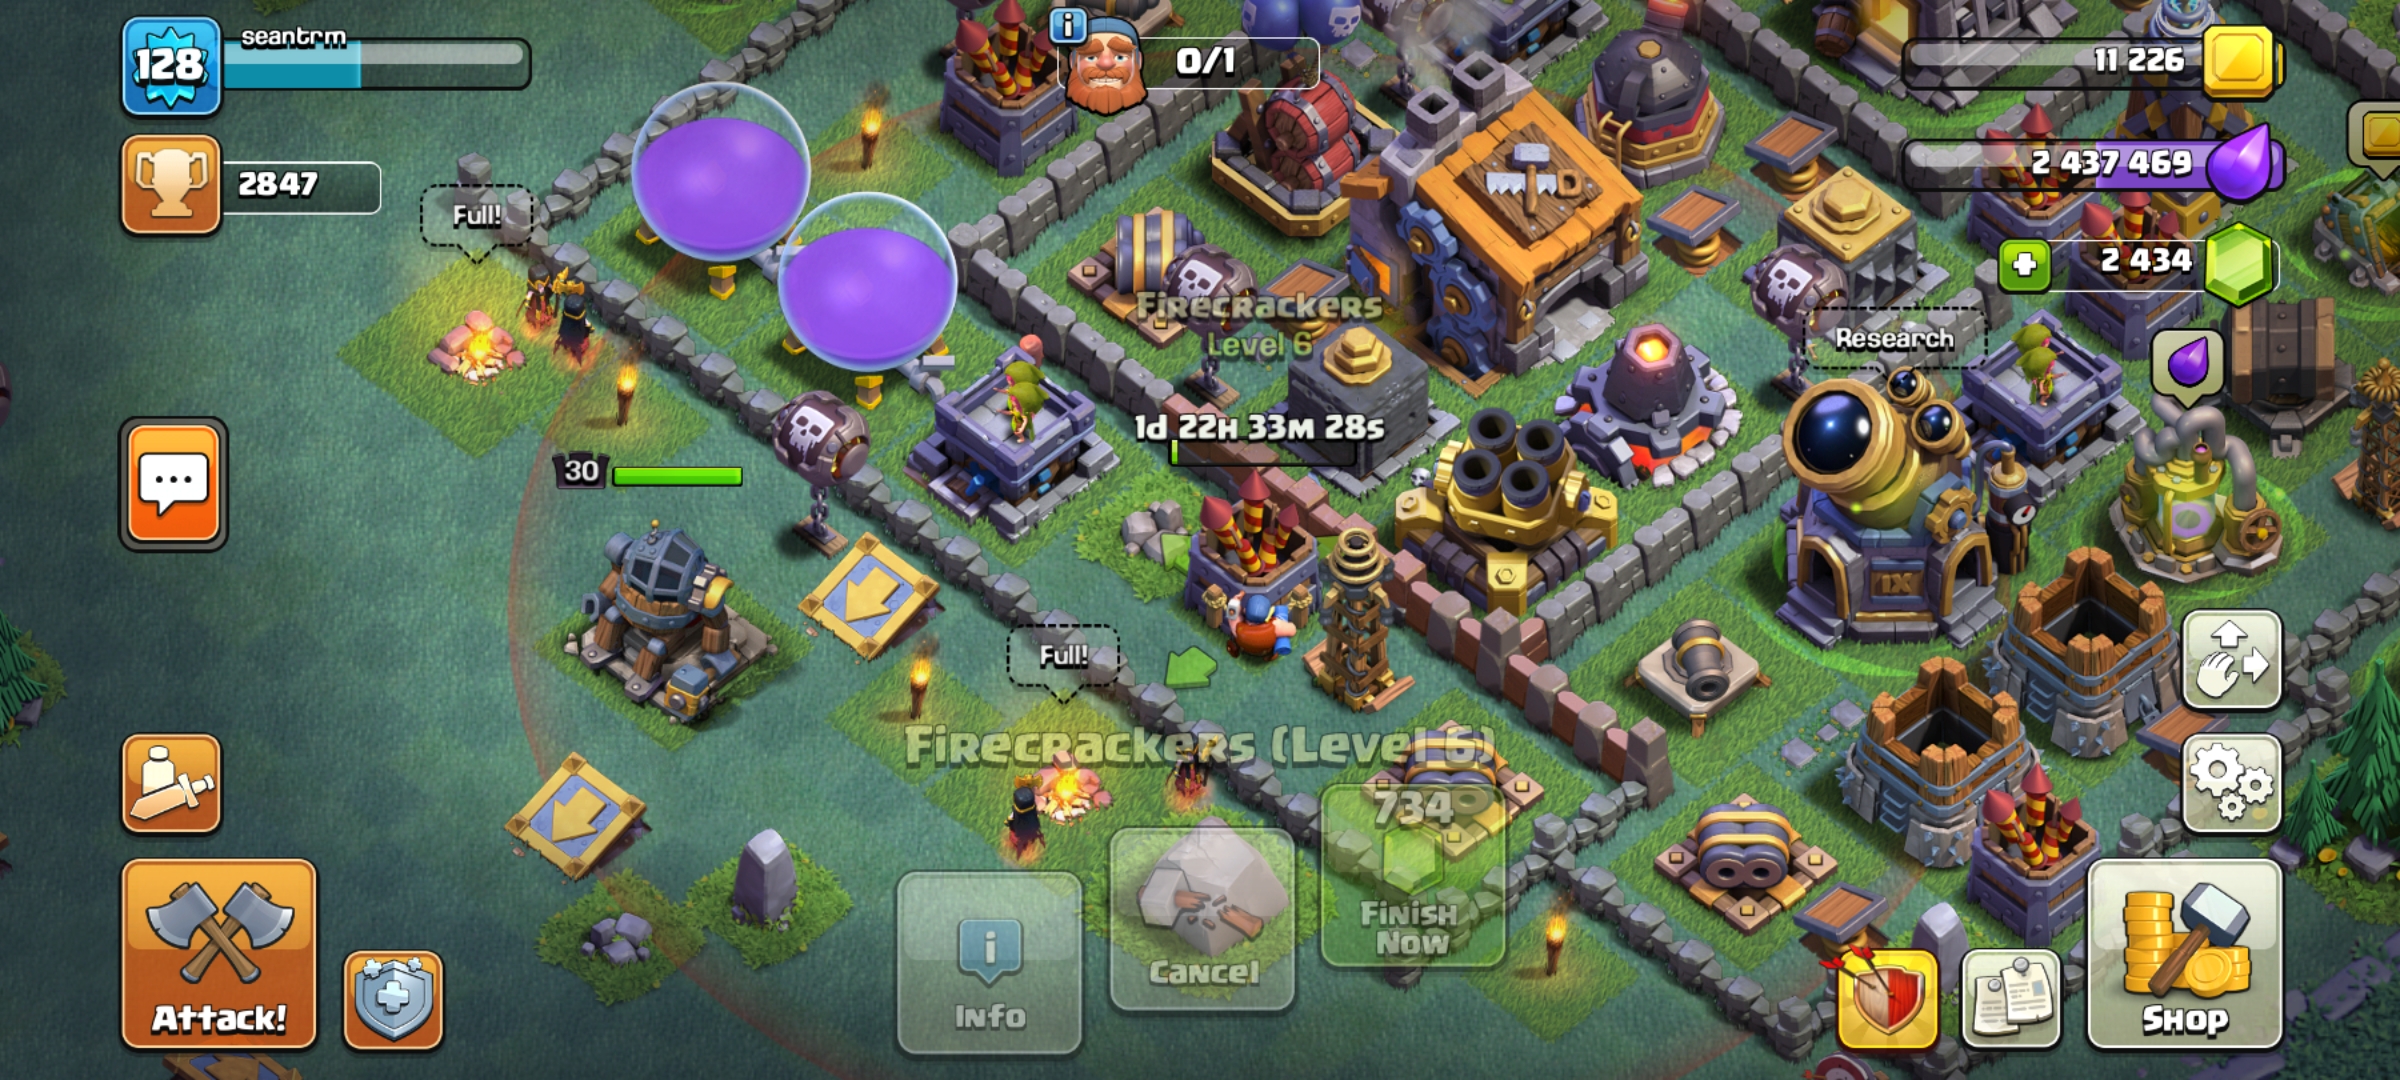 128
seantrm
0/1
11 226
2847
2 437 469
Full!
2 434
Firecrackers
Level 6
Research
1d 22h 33m 28s
30
IX
Full!
Firecrackers (Level 6)
734
Finish
Now
Cancel
Info
Attack!
Shop